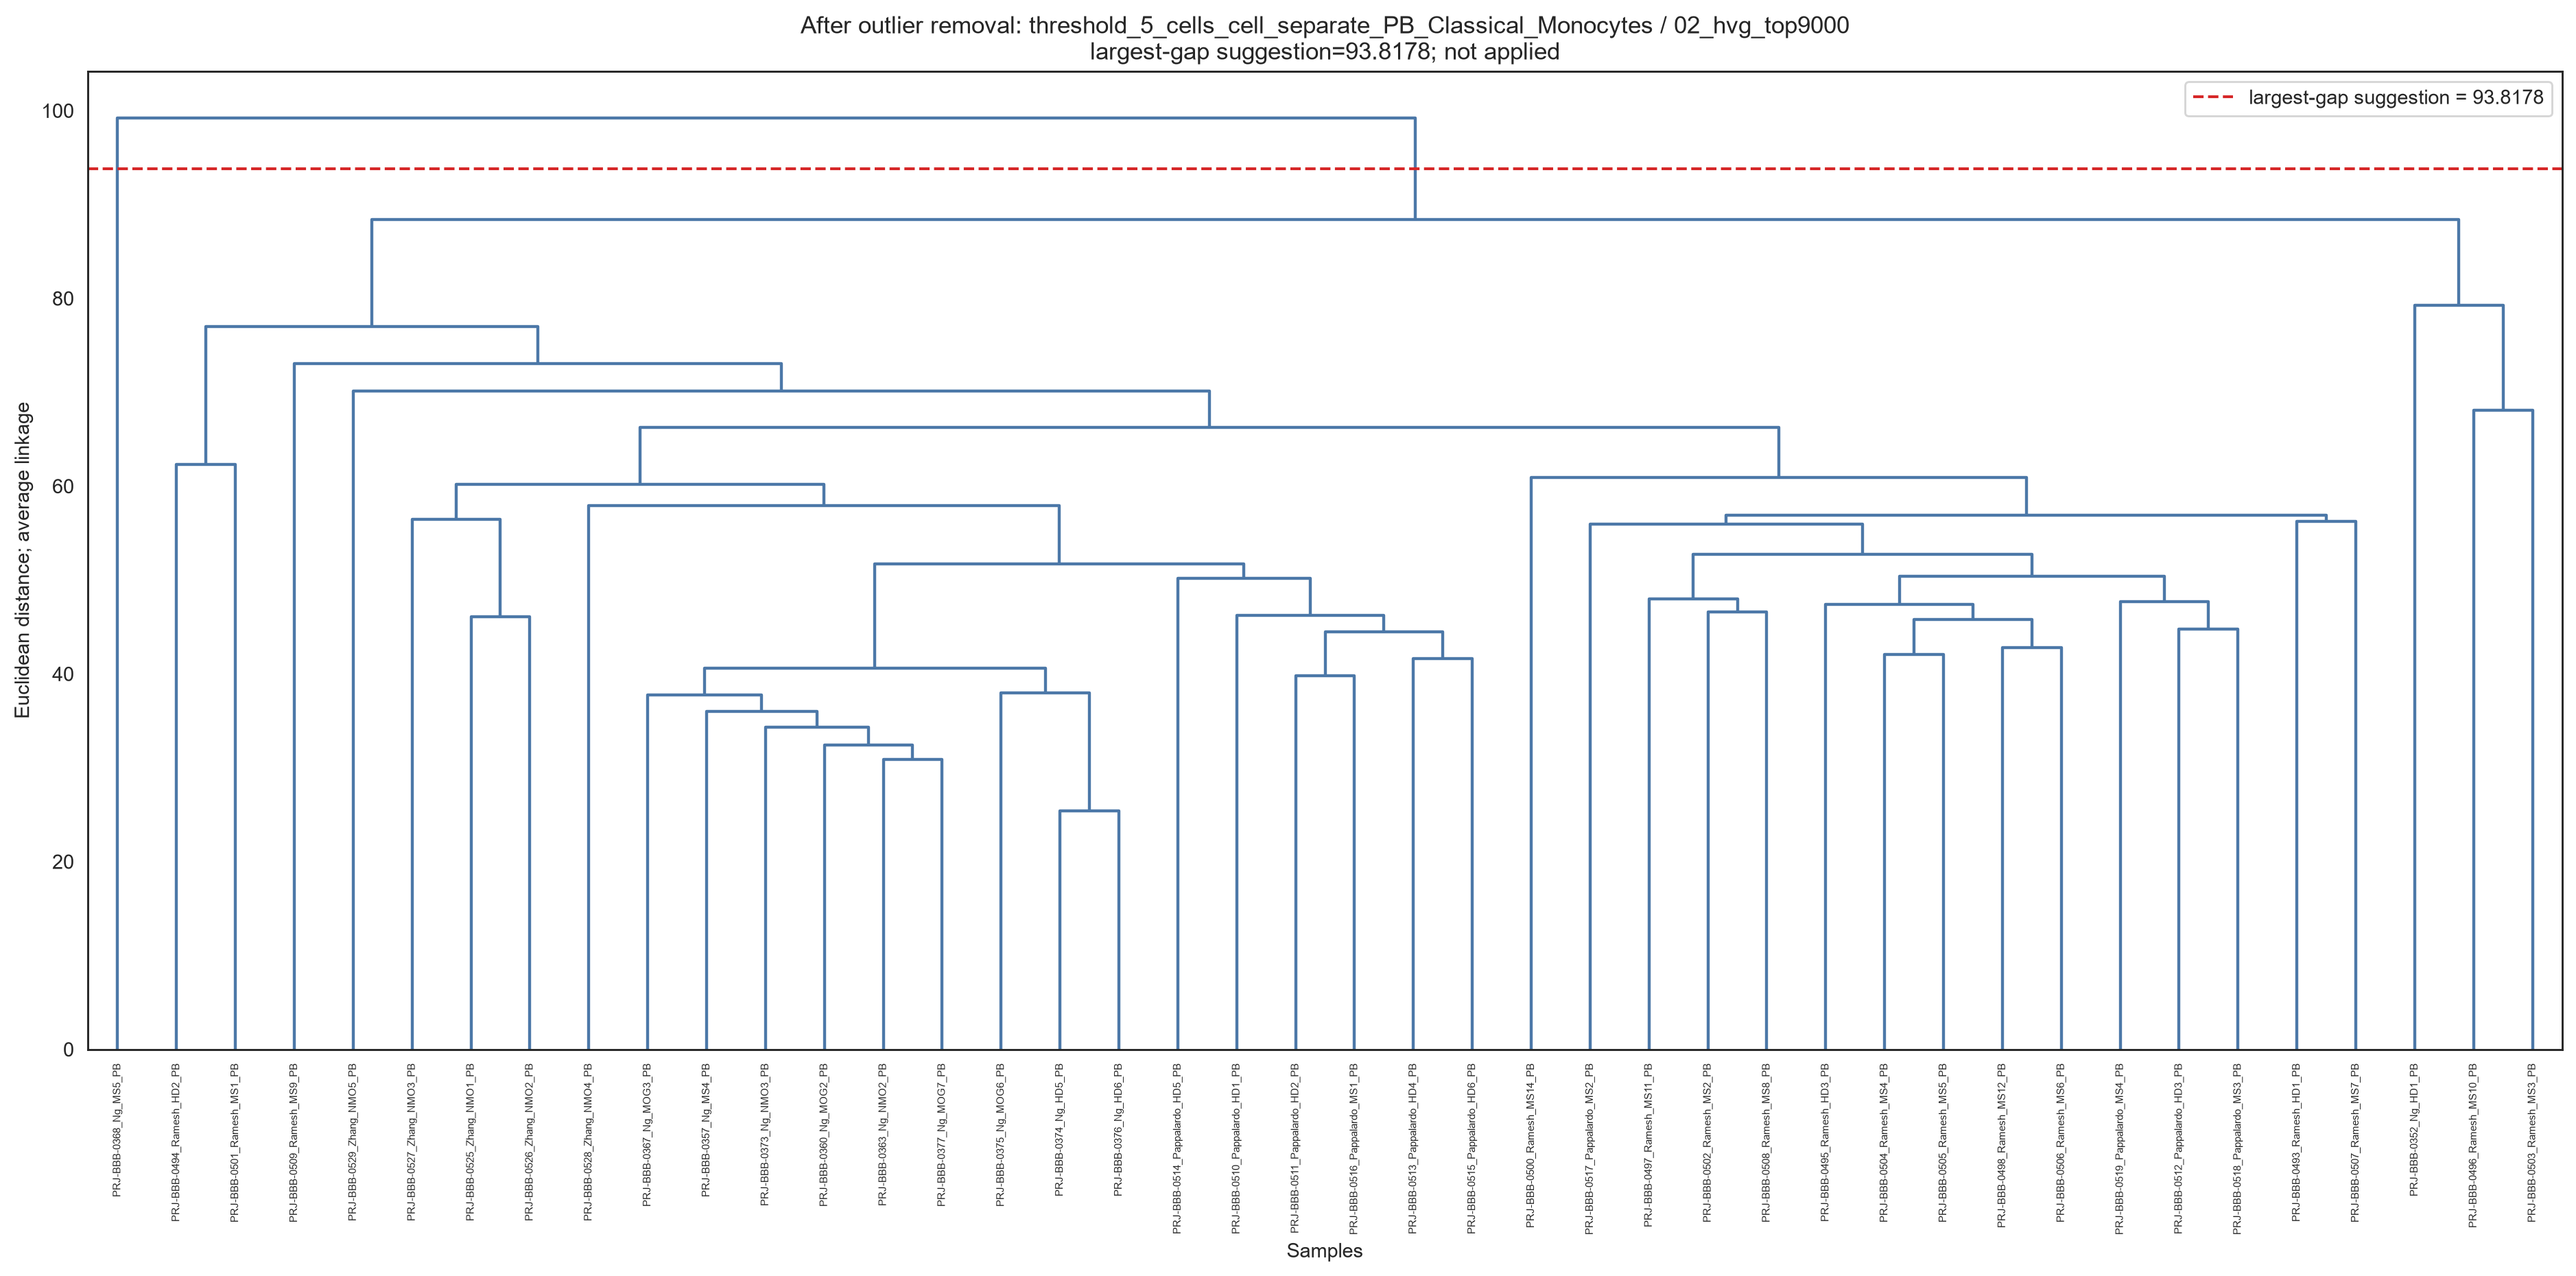 After outlier removal: threshold_5_cells_cell_separate_PB_Classical_Monocytes / 02_hvg_top9000
largest-gap suggestion=93.8178; not applied
largest-gap suggestion = 93.8178
Euclidean distance; average linkage
100
80
60
40
20
0
PRJ-BBB-0368_Ng_MS5_PB
PRJ-BBB-0494_Ramesh_HD2_PB
PRJ-BBB-0501_Ramesh_MS1_PB
PRJ-BBB-0509_Ramesh_MS9_PB
PRJ-BBB-0529_Zhang_NMO5_PB
PRJ-BBB-0527_Zhang_NMO3_PB
PRJ-BBB-0525_Zhang_NMO1_PB
PRJ-BBB-0526_Zhang_NMO2_PB
PRJ-BBB-0528_Zhang_NMO4_PB
PRJ-BBB-0367_Ng_MOG3_PB
PRJ-BBB-0357_Ng_MS4_PB
PRJ-BBB-0373_Ng_NMO3_PB
PRJ-BBB-0360_Ng_MOG2_PB
PRJ-BBB-0363_Ng_NMO2_PB
PRJ-BBB-0377_Ng_MOG7_PB
PRJ-BBB-0375_Ng_MOG6_PB
PRJ-BBB-0374_Ng_HD5_PB
PRJ-BBB-0376_Ng_HD6_PB
PRJ-BBB-0514_Pappalardo_HD5_PB
PRJ-BBB-0510_Pappalardo_HD1_PB
PRJ-BBB-0511_Pappalardo_HD2_PB
PRJ-BBB-0516_Pappalardo_MS1_PB
PRJ-BBB-0513_Pappalardo_HD4_PB
PRJ-BBB-0515_Pappalardo_HD6_PB
PRJ-BBB-0500_Ramesh_MS14_PB
PRJ-BBB-0517_Pappalardo_MS2_PB
PRJ-BBB-0497_Ramesh_MS11_PB
PRJ-BBB-0502_Ramesh_MS2_PB
PRJ-BBB-0508_Ramesh_MS8_PB
PRJ-BBB-0495_Ramesh_HD3_PB
PRJ-BBB-0504_Ramesh_MS4_PB
PRJ-BBB-0505_Ramesh_MS5_PB
PRJ-BBB-0498_Ramesh_MS12_PB
PRJ-BBB-0506_Ramesh_MS6_PB
PRJ-BBB-0519_Pappalardo_MS4_PB
PRJ-BBB-0512_Pappalardo_HD3_PB
PRJ-BBB-0518_Pappalardo_MS3_PB
PRJ-BBB-0493_Ramesh_HD1_PB
PRJ-BBB-0507_Ramesh_MS7_PB
PRJ-BBB-0352_Ng_HD1_PB
PRJ-BBB-0496_Ramesh_MS10_PB
PRJ-BBB-0503_Ramesh_MS3_PB
Samples